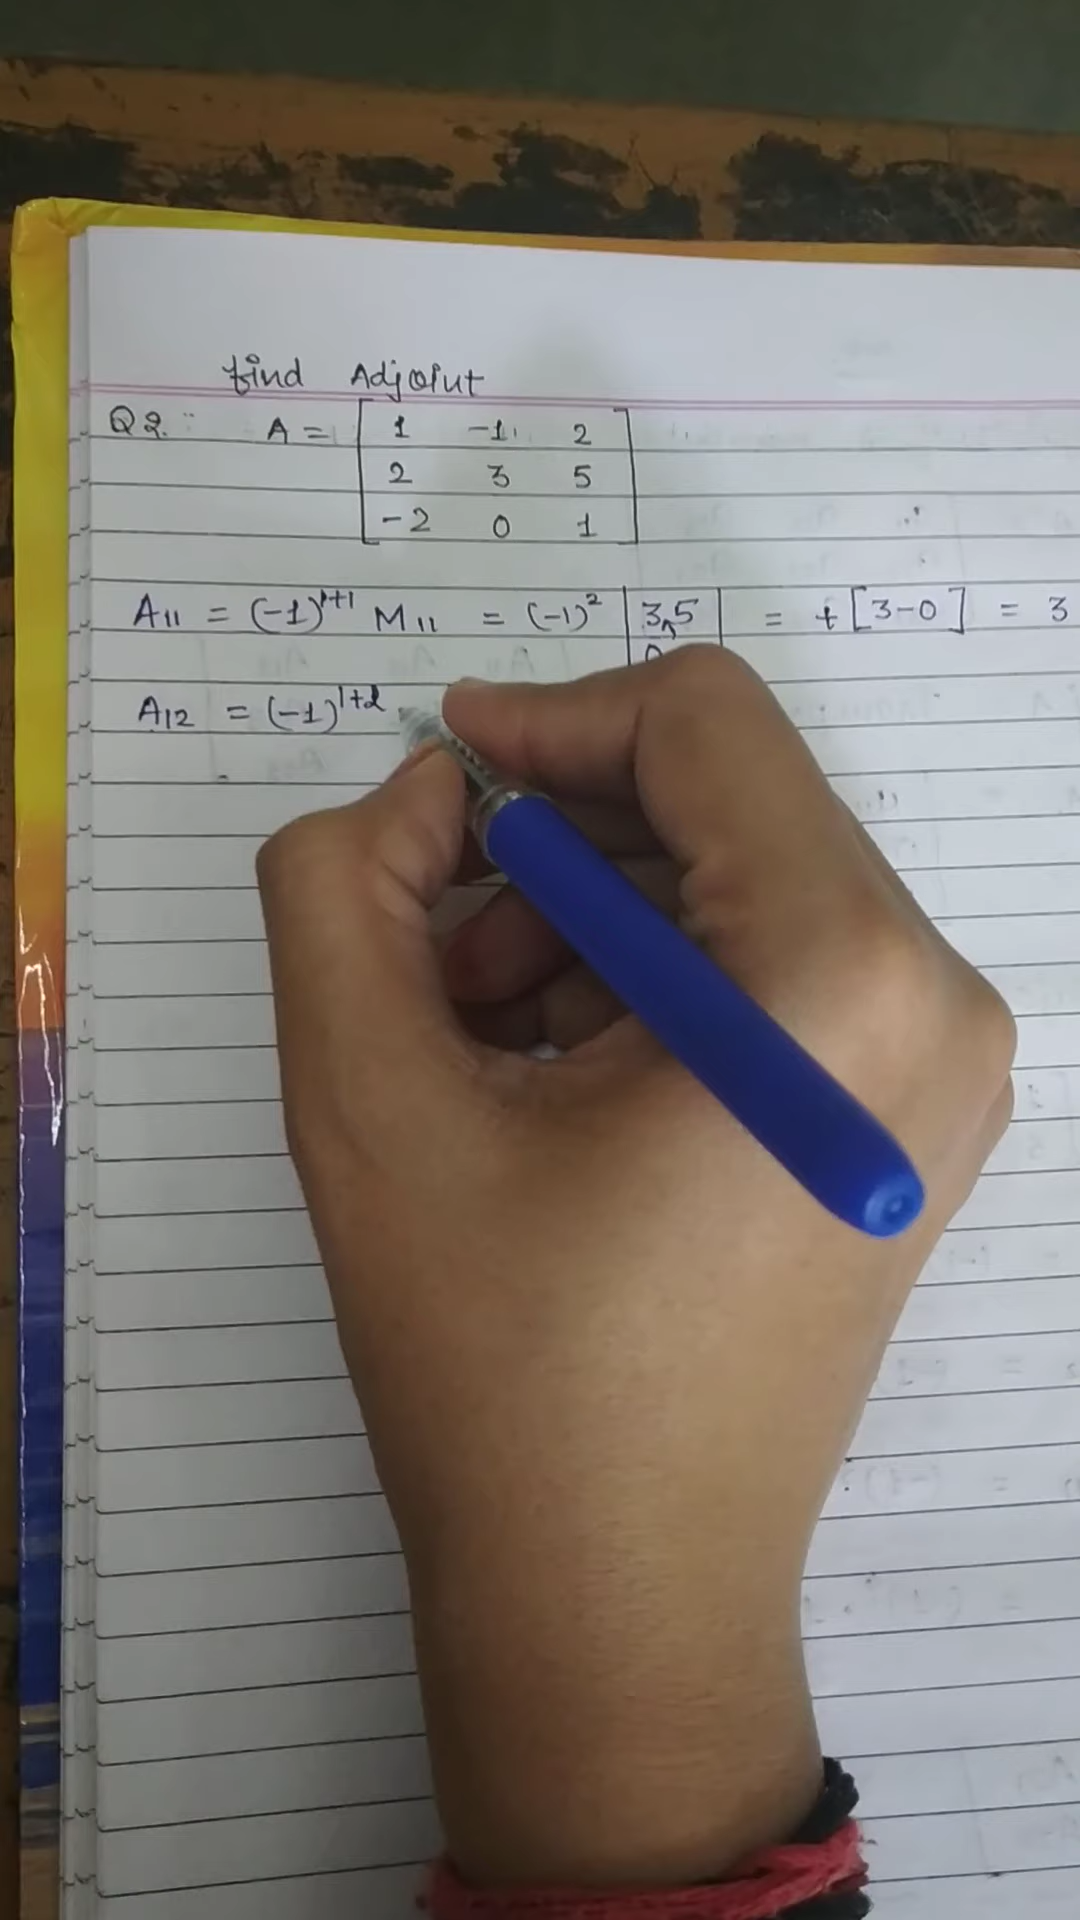 Find Adjoint
Q2. A = [ 1 -1 2
2 3 5
-2 0 1 ]
A11 = (-1)^1+1 M11 = (-1)^2 | 3 5 | = + [3-0] = 3
0
A12 = (-1)^1+2